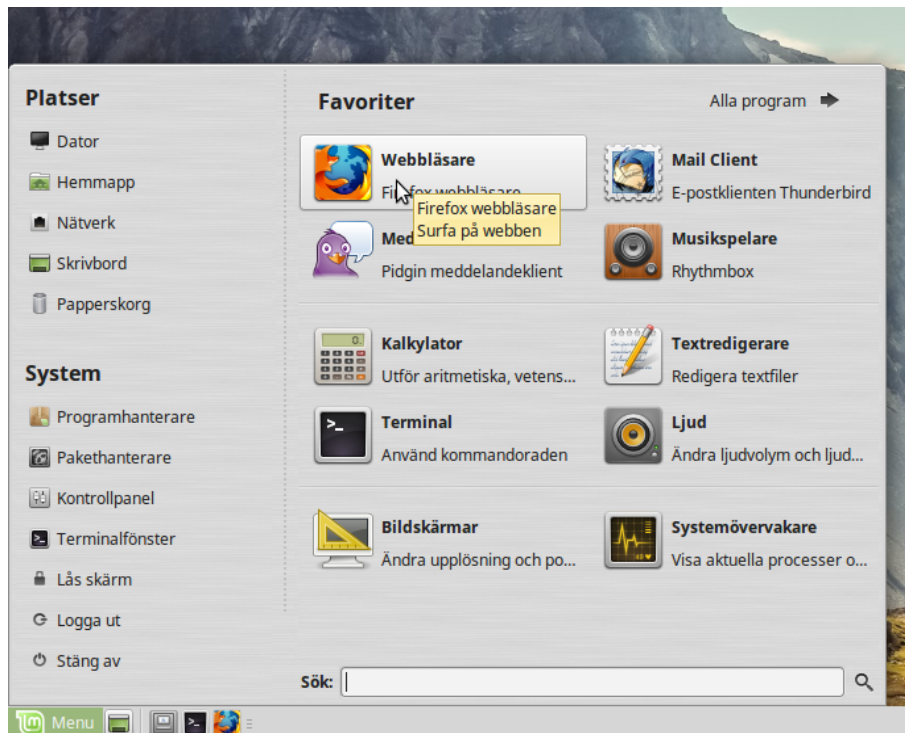 Platser
Dator
Hemmapp
Nätverk
Skrivbord
Papperskorg
System
Programhanterare
Pakethanterare
Kontrollpanel
Terminalfönster
Lås skärm
Logga ut
Stäng av
Favoriter
Alla program
Webbläsare
Firefox webbläsare
Firefox webbläsare
Surfa på webben
Mail Client
E-postklienten Thunderbird
Pidgin meddelandeklient
Musikspelare
Rhythmbox
Kalkylator
Utför aritmetiska, vetens...
Textredigerare
Redigera textfiler
Terminal
Använd kommandoraden
Ljud
Ändra ljudvolym och ljud...
Bildskärmar
Ändra upplösning och po...
Systemövervakare
Visa aktuella processer o...
Sök:
Menu